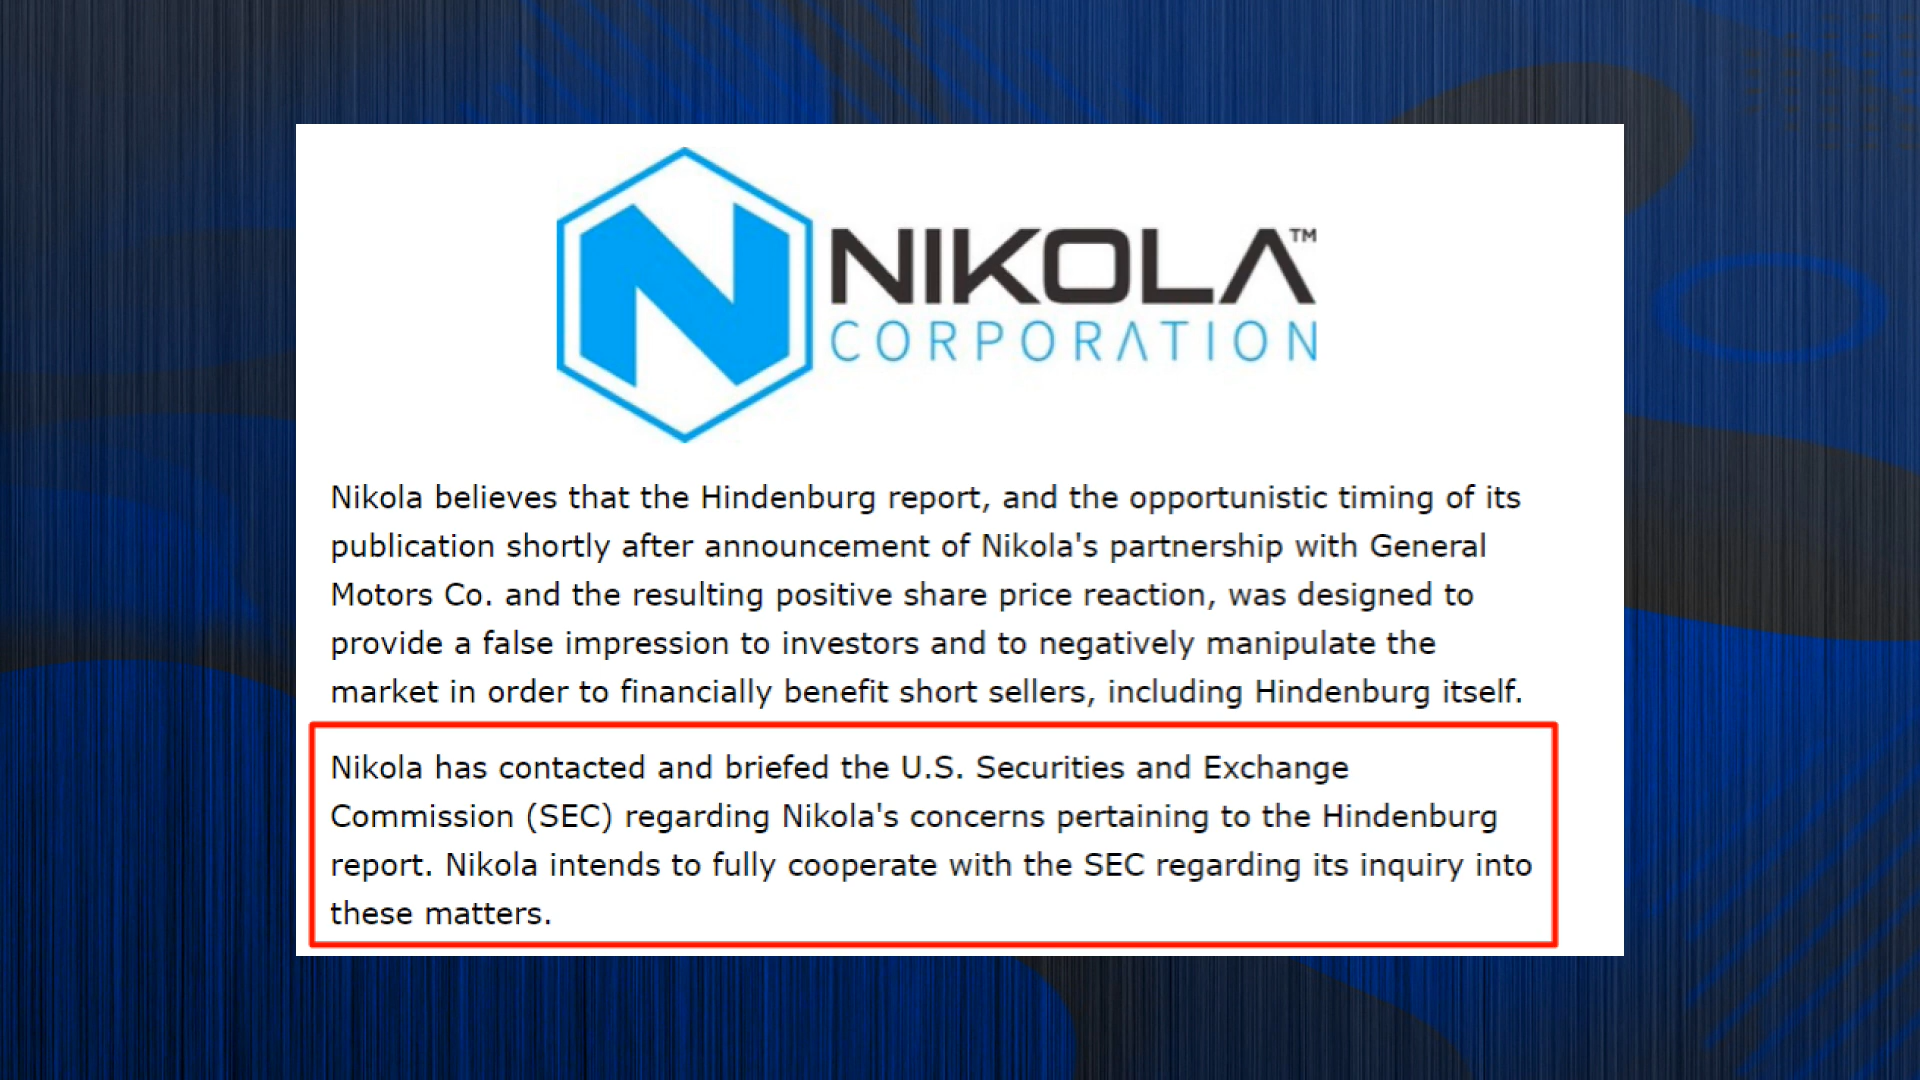 NIKOLA™
CORPORATION
Nikola believes that the Hindenburg report, and the opportunistic timing of its
publication shortly after announcement of Nikola's partnership with General
Motors Co. and the resulting positive share price reaction, was designed to
provide a false impression to investors and to negatively manipulate the
market in order to financially benefit short sellers, including Hindenburg itself.
Nikola has contacted and briefed the U.S. Securities and Exchange
Commission (SEC) regarding Nikola's concerns pertaining to the Hindenburg
report. Nikola intends to fully cooperate with the SEC regarding its inquiry into
these matters.